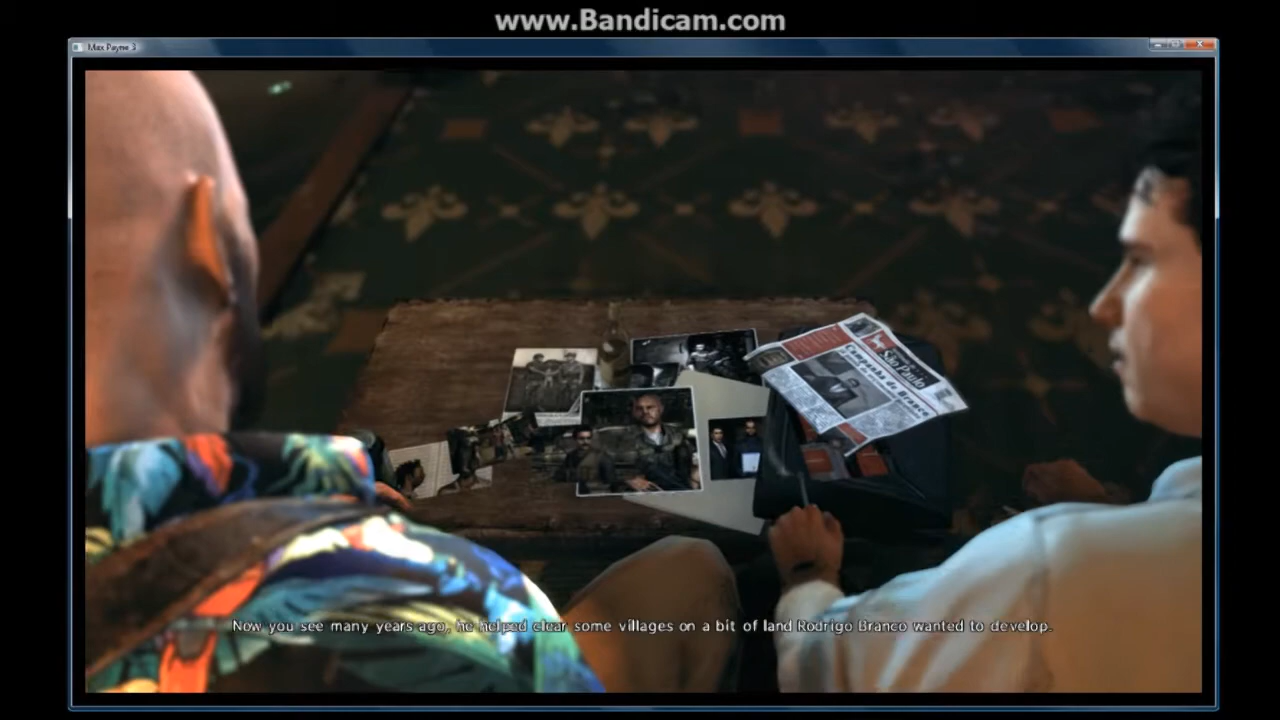 www.Bandicam.com
Max Payne 3
São Paulo
Campanha de Branco
Now you see many years ago, he helped clear some villages on a bit of land Rodrigo Branco wanted to develop.